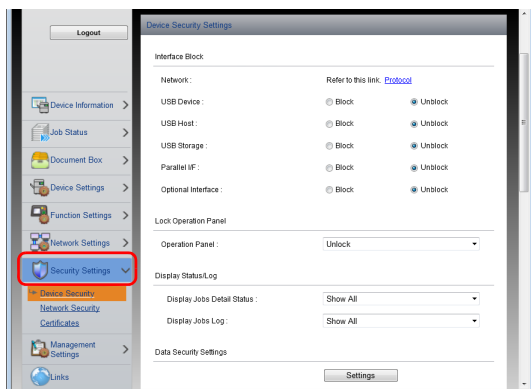 Logout
Device Information
Job Status
Document Box
Device Settings
Function Settings
Network Settings
Security Settings
Device Security
Network Security
Certificates
Management
Settings
Links
Device Security Settings
Interface Block
Network : Refer to this link. Protocol
USB Device : Block Unblock
USB Host : Block Unblock
USB Storage : Block Unblock
Parallel I/F : Block Unblock
Optional Interface : Block Unblock
Lock Operation Panel
Operation Panel : Unlock
Display Status/Log
Display Jobs Detail Status : Show All
Display Jobs Log : Show All
Data Security Settings
Settings